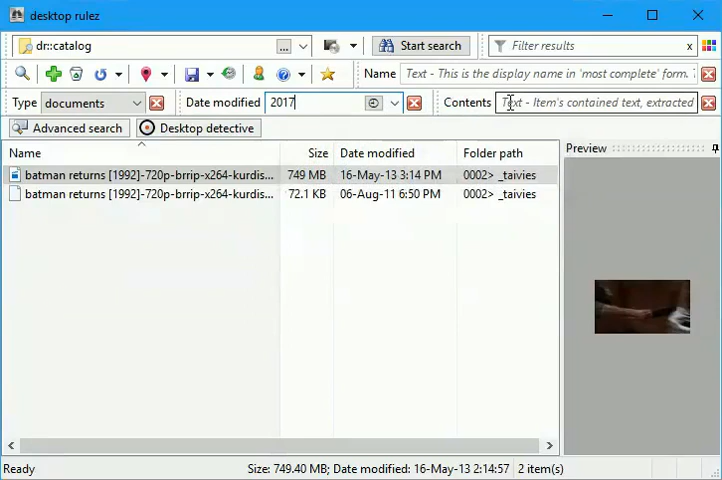 desktop rulez
dr::catalog ... Start search Filter results x
Name Text - This is the display name in 'most complete' form.
Type documents Date modified 2017 Contents Text - Item's contained text, extracted
Advanced search Desktop detective
Name Size Date modified Folder path Preview
batman returns [1992]-720p-brrip-x264-kurdis... 749 MB 16-May-13 3:14 PM 0002> _taivies
batman returns [1992]-720p-brrip-x264-kurdis... 72.1 KB 06-Aug-11 6:50 PM 0002> _taivies
Ready Size: 749.40 MB; Date modified: 16-May-13 2:14:57 2 item(s)